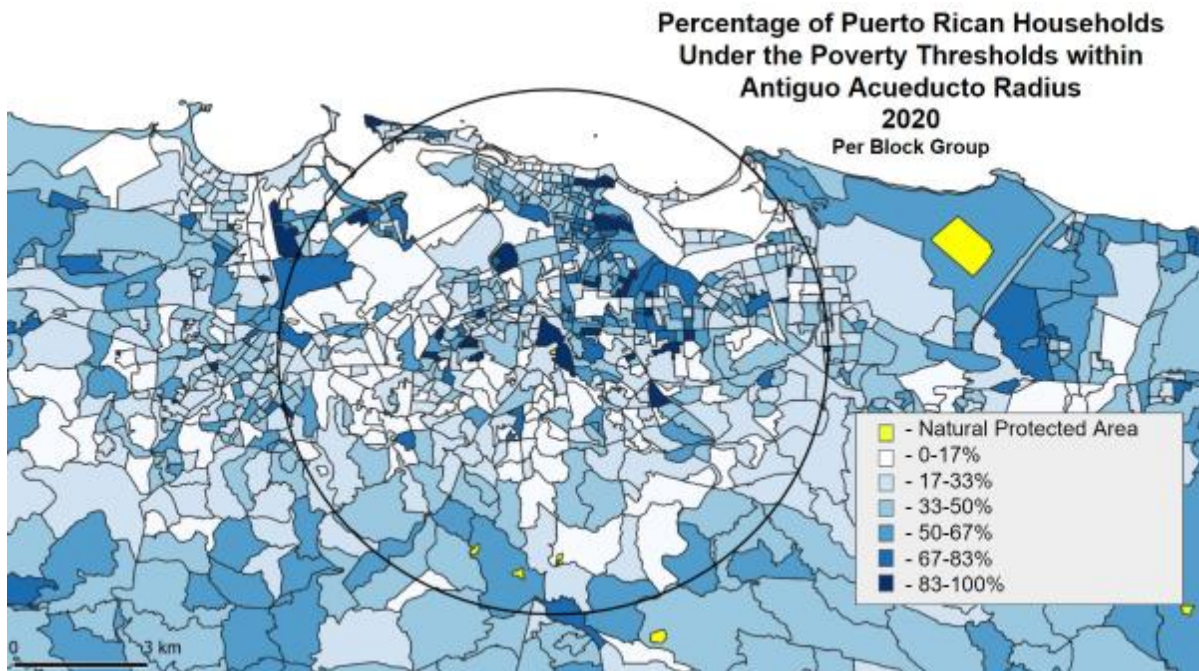 Percentage of Puerto Rican Households
Under the Poverty Thresholds within
Antiguo Acueducto Radius
2020
Per Block Group
- Natural Protected Area
- 0-17%
- 17-33%
- 33-50%
- 50-67%
- 67-83%
- 83-100%
0 3 km